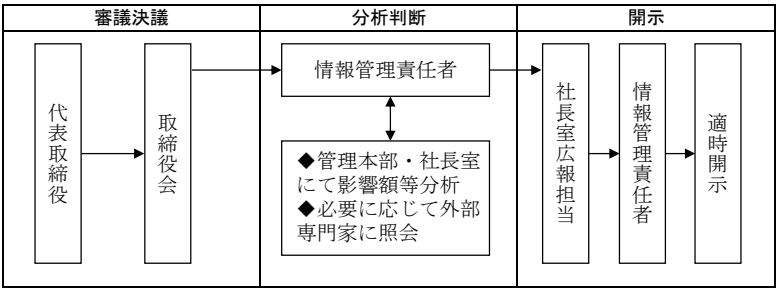 審議決議
分析判断
開示
代表取締役
取締役会
情報管理責任者
◆管理本部・社長室
にて影響額等分析
◆必要に応じて外部
専門家に照会
社長室広報担当
情報管理責任者
適時開示